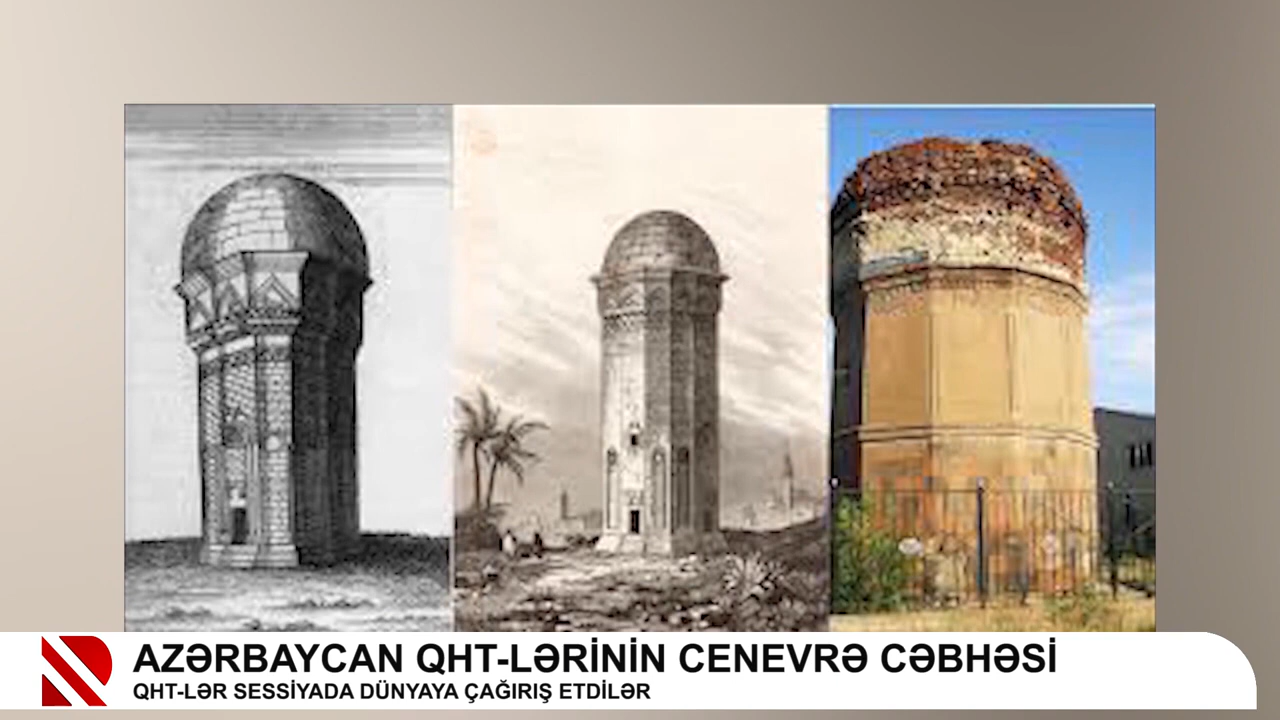 AZƏRBAYCAN QHT-LƏRİNİN CENEVRƏ CƏBHƏSİ
QHT-LƏR SESSİYADA DÜNYAYA ÇAĞIRIŞ ETDİLƏR